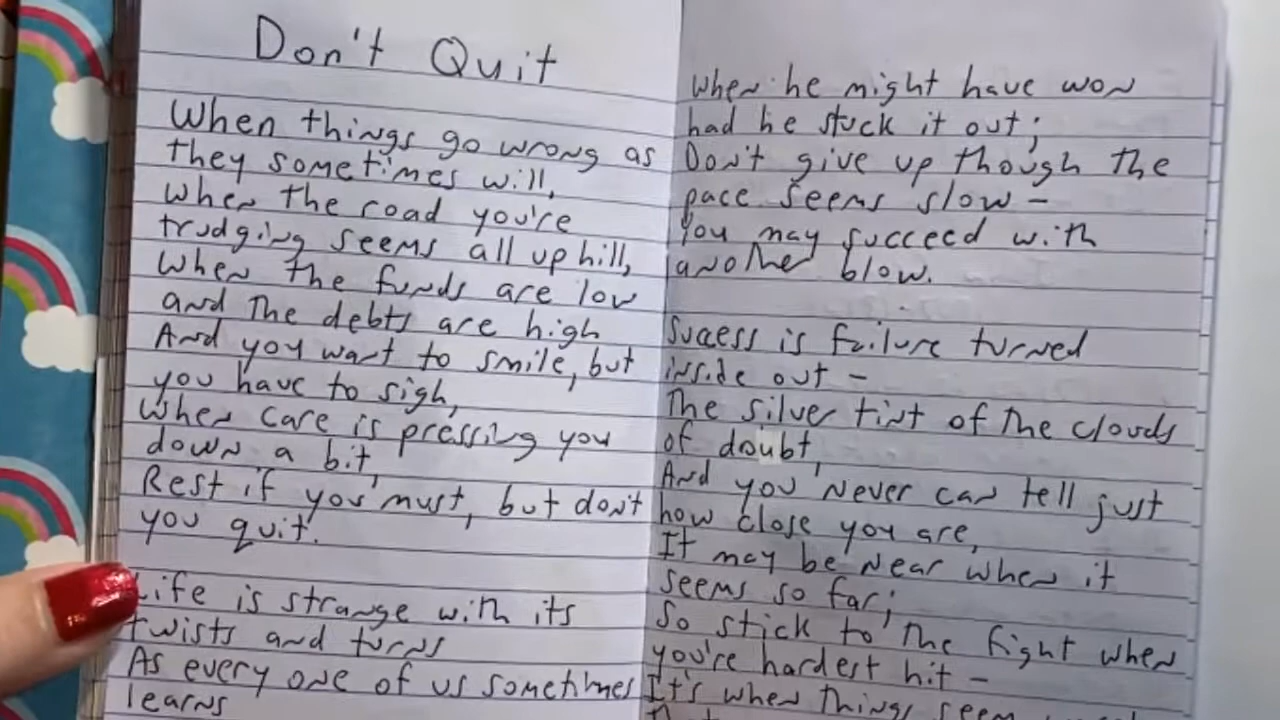 Don't Quit
When things go wrong as
they sometimes will,
When the road you're
trudging seems all up hill,
When the funds are low
and the debts are high
And you want to smile, but
you have to sigh,
When care is pressing you
down a bit,
Rest if you must, but don't
you quit.
Life is strange with its
twists and turns
As every one of us sometimes
learns
When he might have won
had he stuck it out;
Don't give up though the
pace seems slow -
You may succeed with
another blow.
Success is failure turned
inside out -
The silver tint of the clouds
of doubt,
And you never can tell just
how close you are,
It may be near when it
seems so far;
So stick to the fight when
you're hardest hit -
It's when things seem